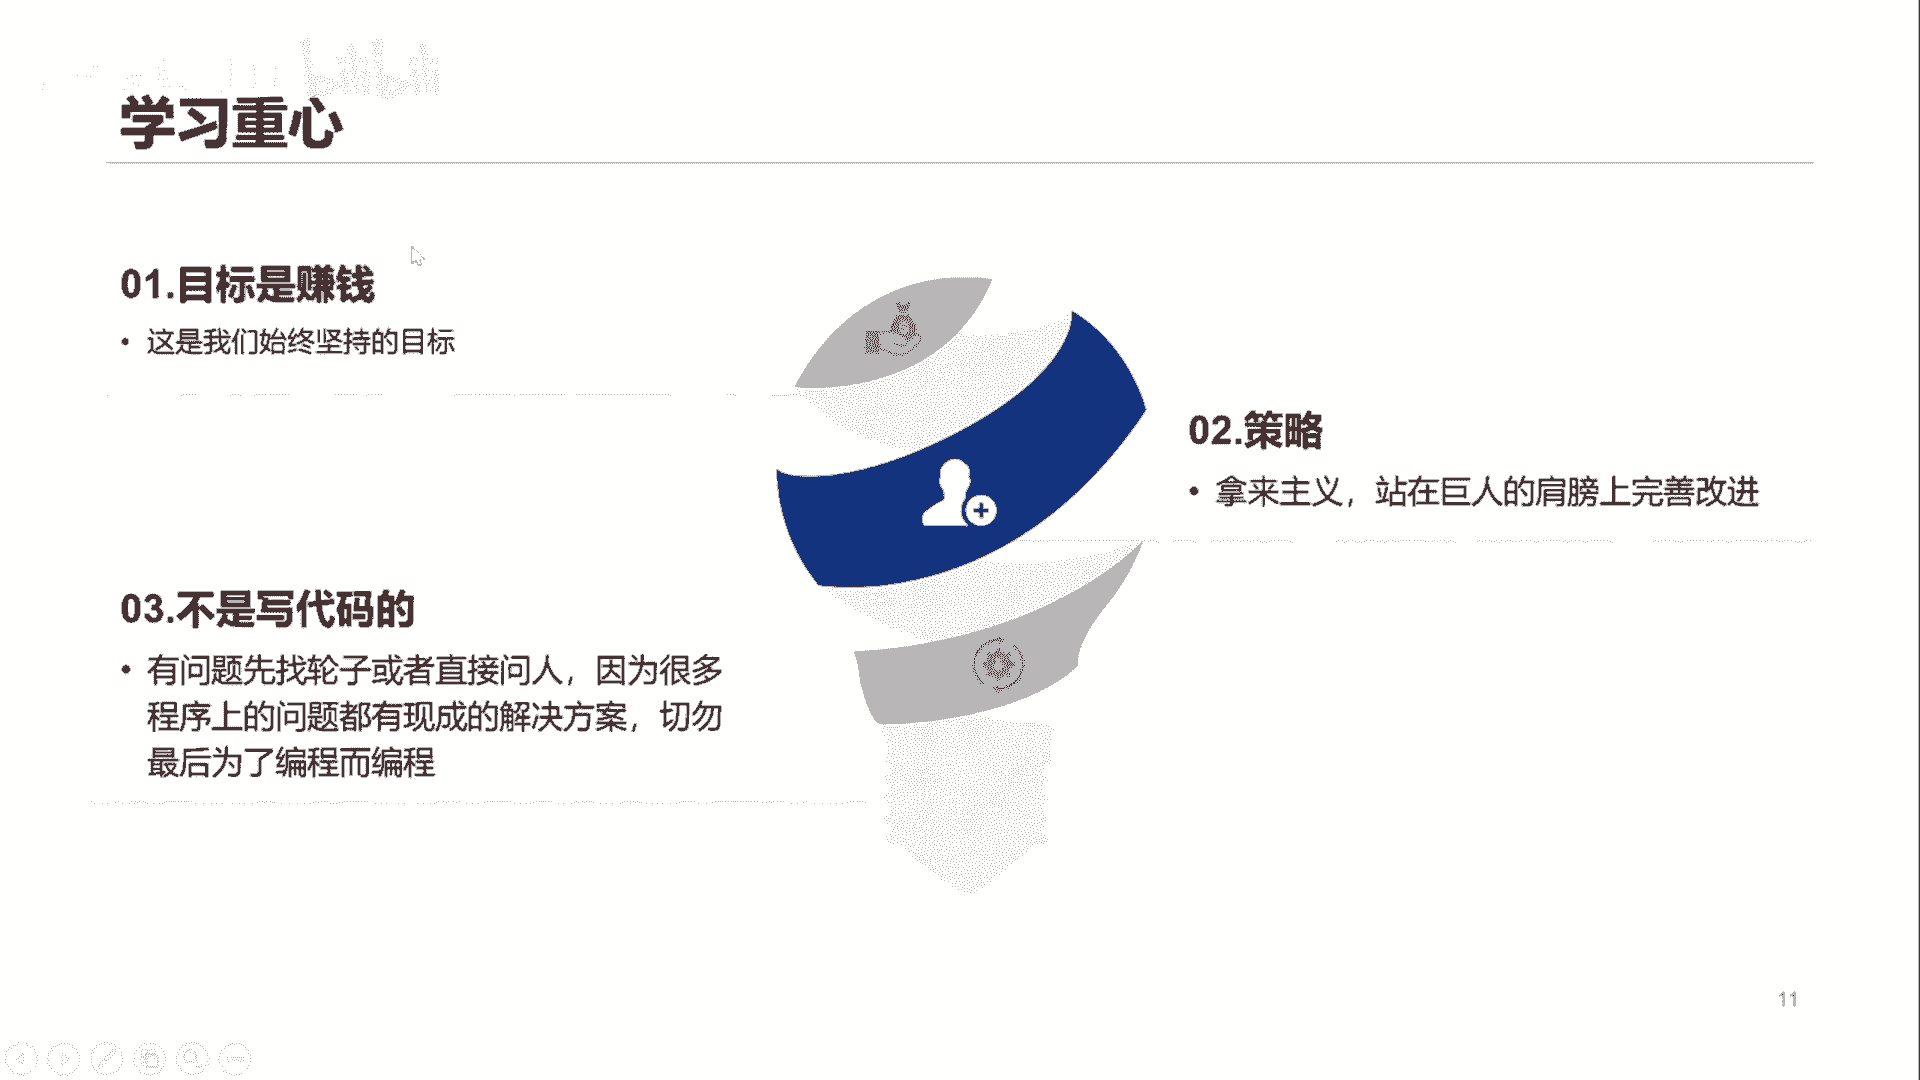 学习重心
01.目标是赚钱
• 这是我们始终坚持的目标
02.策略
• 拿来主义，站在巨人的肩膀上完善改进
03.不是写代码的
• 有问题先找轮子或者直接问人，因为很多
程序上的问题都有现成的解决方案，切勿
最后为了编程而编程
11